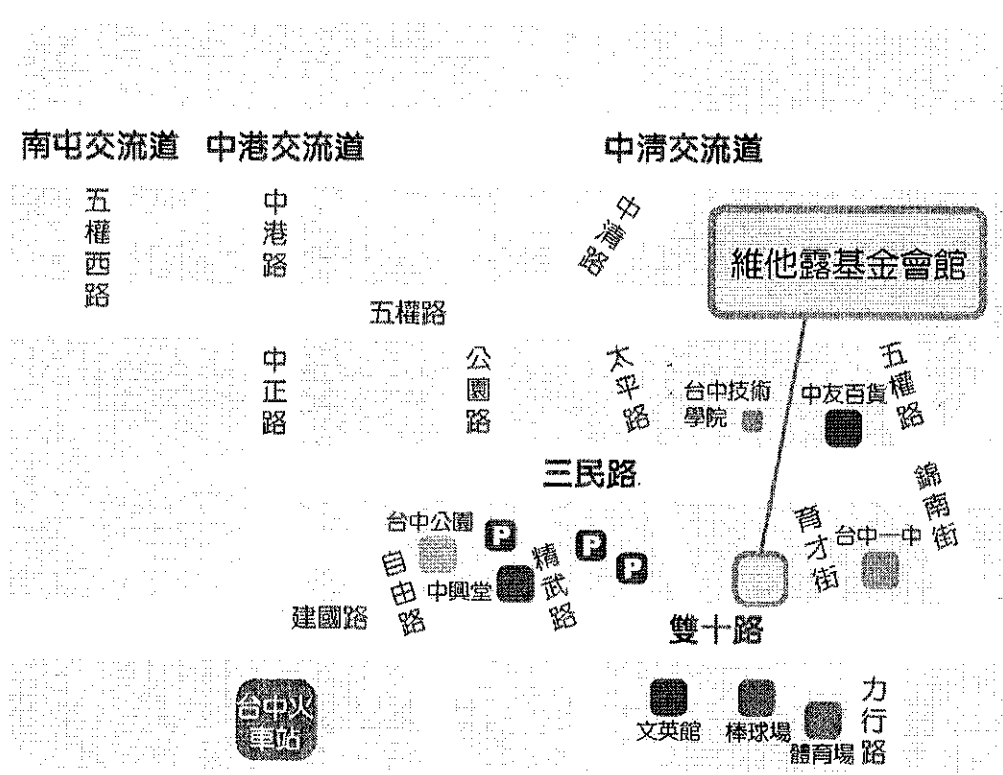 南屯交流道 中港交流道 中清交流道
五權西路
中港路
中清路
維他露基金會館
五權路
中正路
公園路
太平路
台中技術
學院
中友百貨
五權路
三民路
錦南街
台中公園
P
P
P
自由路
中興堂
精武路
育才街
台中一中
建國路
雙十路
台中火
車站
文英館
棒球場
體育場
力行路